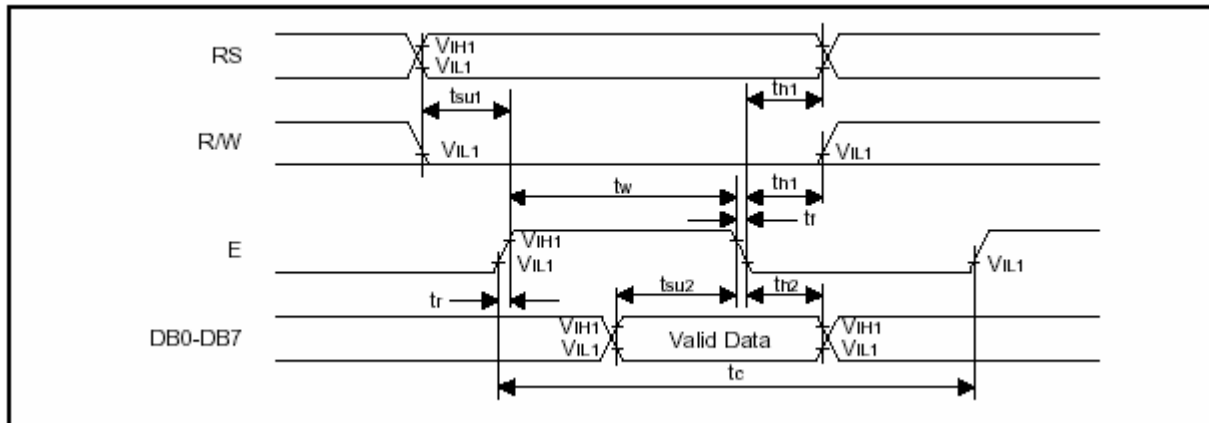 RS
VIH1
VIL1
tsu1
th1
R/W
VIL1
VIL1
tw
th1
tf
E
VIH1
VIL1
VIL1
tr
tsu2
th2
DB0-DB7
VIH1
VIL1
Valid Data
VIH1
VIL1
tc